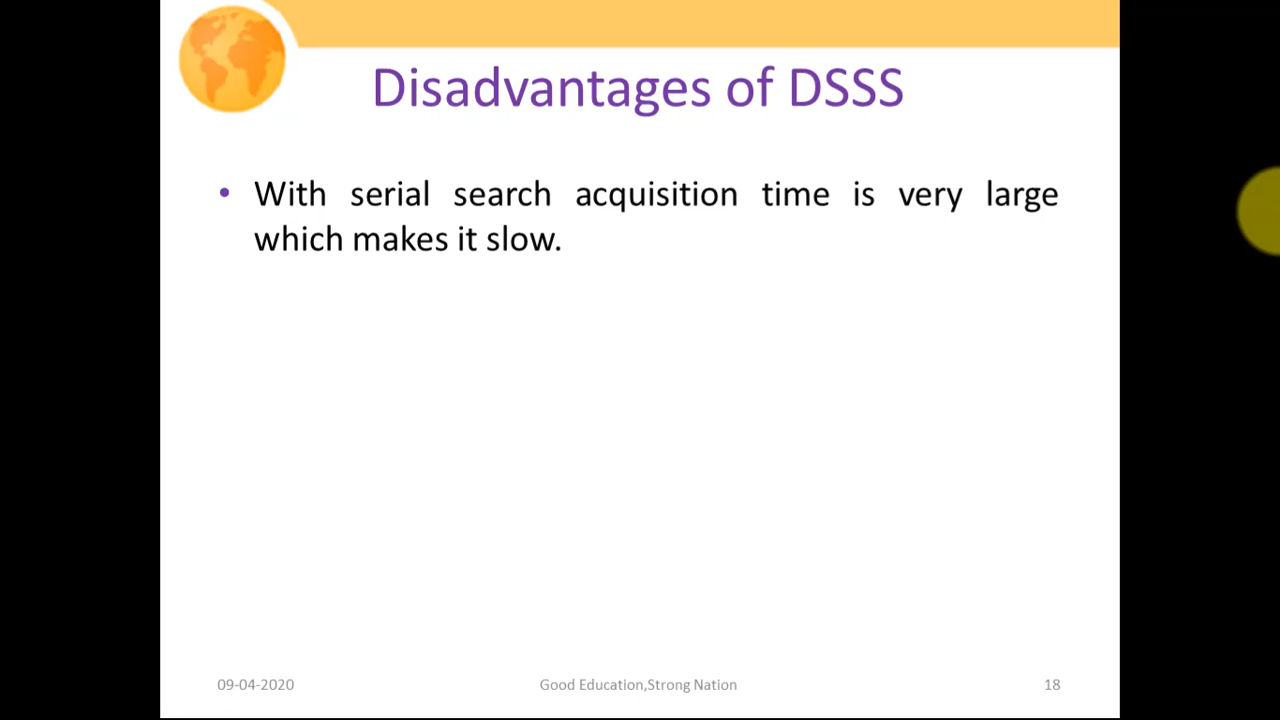 Disadvantages of DSSS
• With serial search acquisition time is very large
which makes it slow.
09-04-2020 Good Education,Strong Nation 18